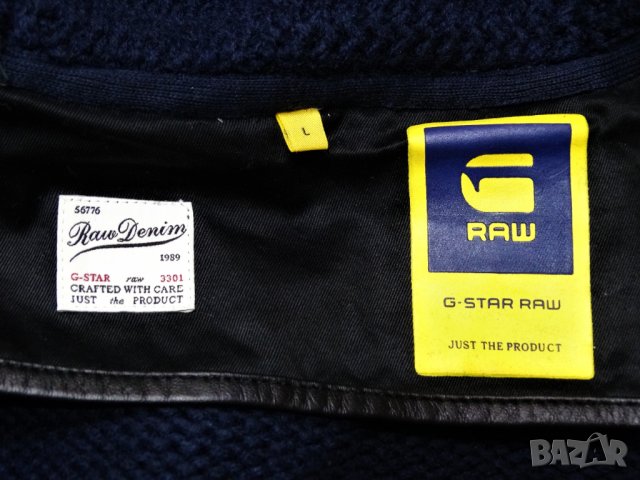 L
56776
Raw Denim
1989
G-STAR raw 3301
CRAFTED WITH CARE
JUST the PRODUCT
G
RAW
G-STAR RAW
JUST THE PRODUCT
BAZAR
bg